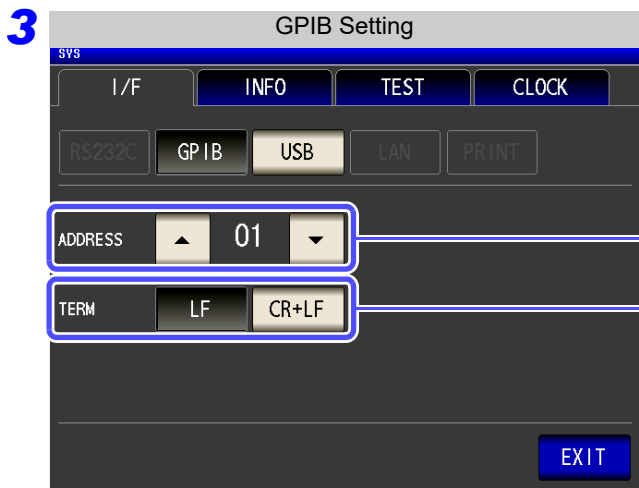 3
GPIB Setting
SYS
I/F INFO TEST CLOCK
RS232C GPIB USB LAN PRINT
ADDRESS 01
TERM LF CR+LF
EXIT